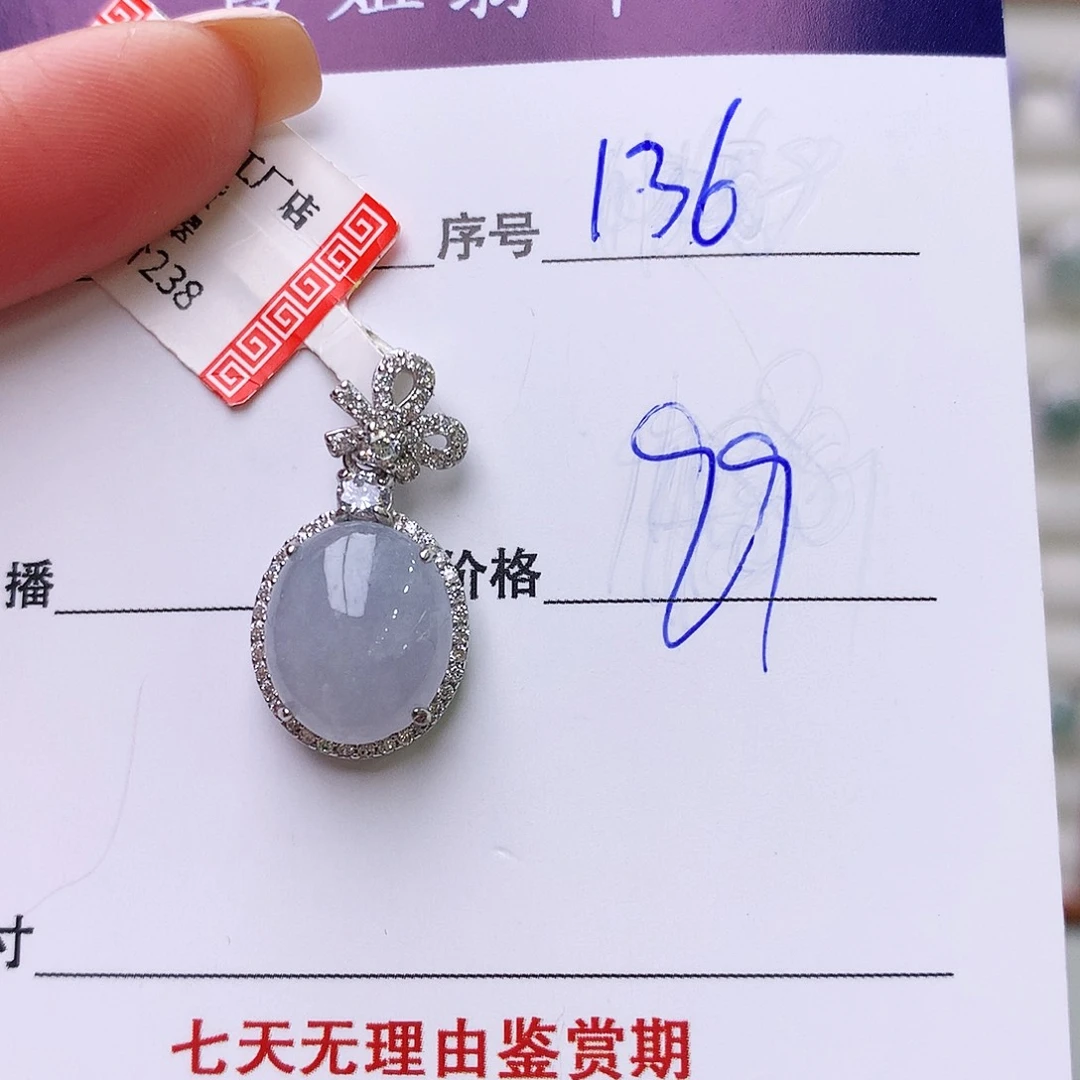 工厂店
238
序号 136
播 价格 99
寸
七天无理由鉴赏期